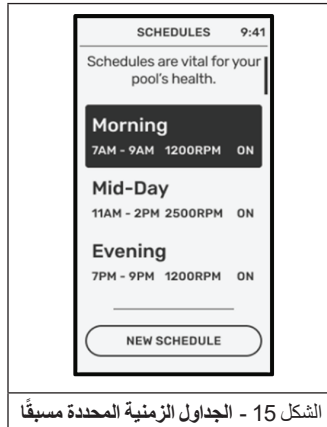 SCHEDULES 9:41
Schedules are vital for your
pool's health.
Morning
7AM - 9AM 1200RPM ON
Mid-Day
11AM - 2PM 2500RPM ON
Evening
7PM - 9PM 1200RPM ON
NEW SCHEDULE
الشكل 15 - الجداول الزمنية المحددة مسبقًا